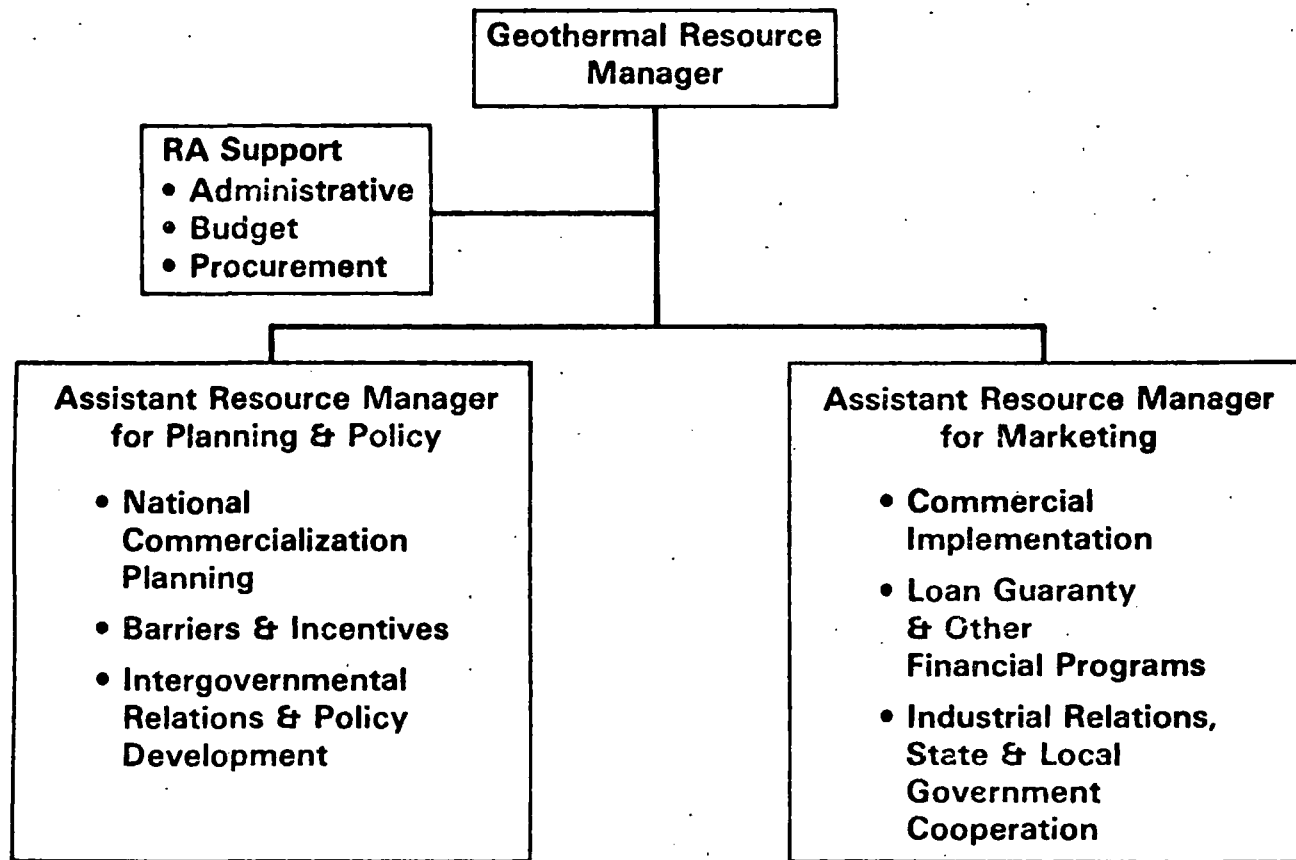 Geothermal Resource
Manager
RA Support
• Administrative
• Budget
• Procurement
Assistant Resource Manager
for Planning & Policy
• National
Commercialization
Planning
• Barriers & Incentives
• Intergovernmental
Relations & Policy
Development
Assistant Resource Manager
for Marketing
• Commercial
Implementation
• Loan Guaranty
& Other
Financial Programs
• Industrial Relations,
State & Local
Government
Cooperation